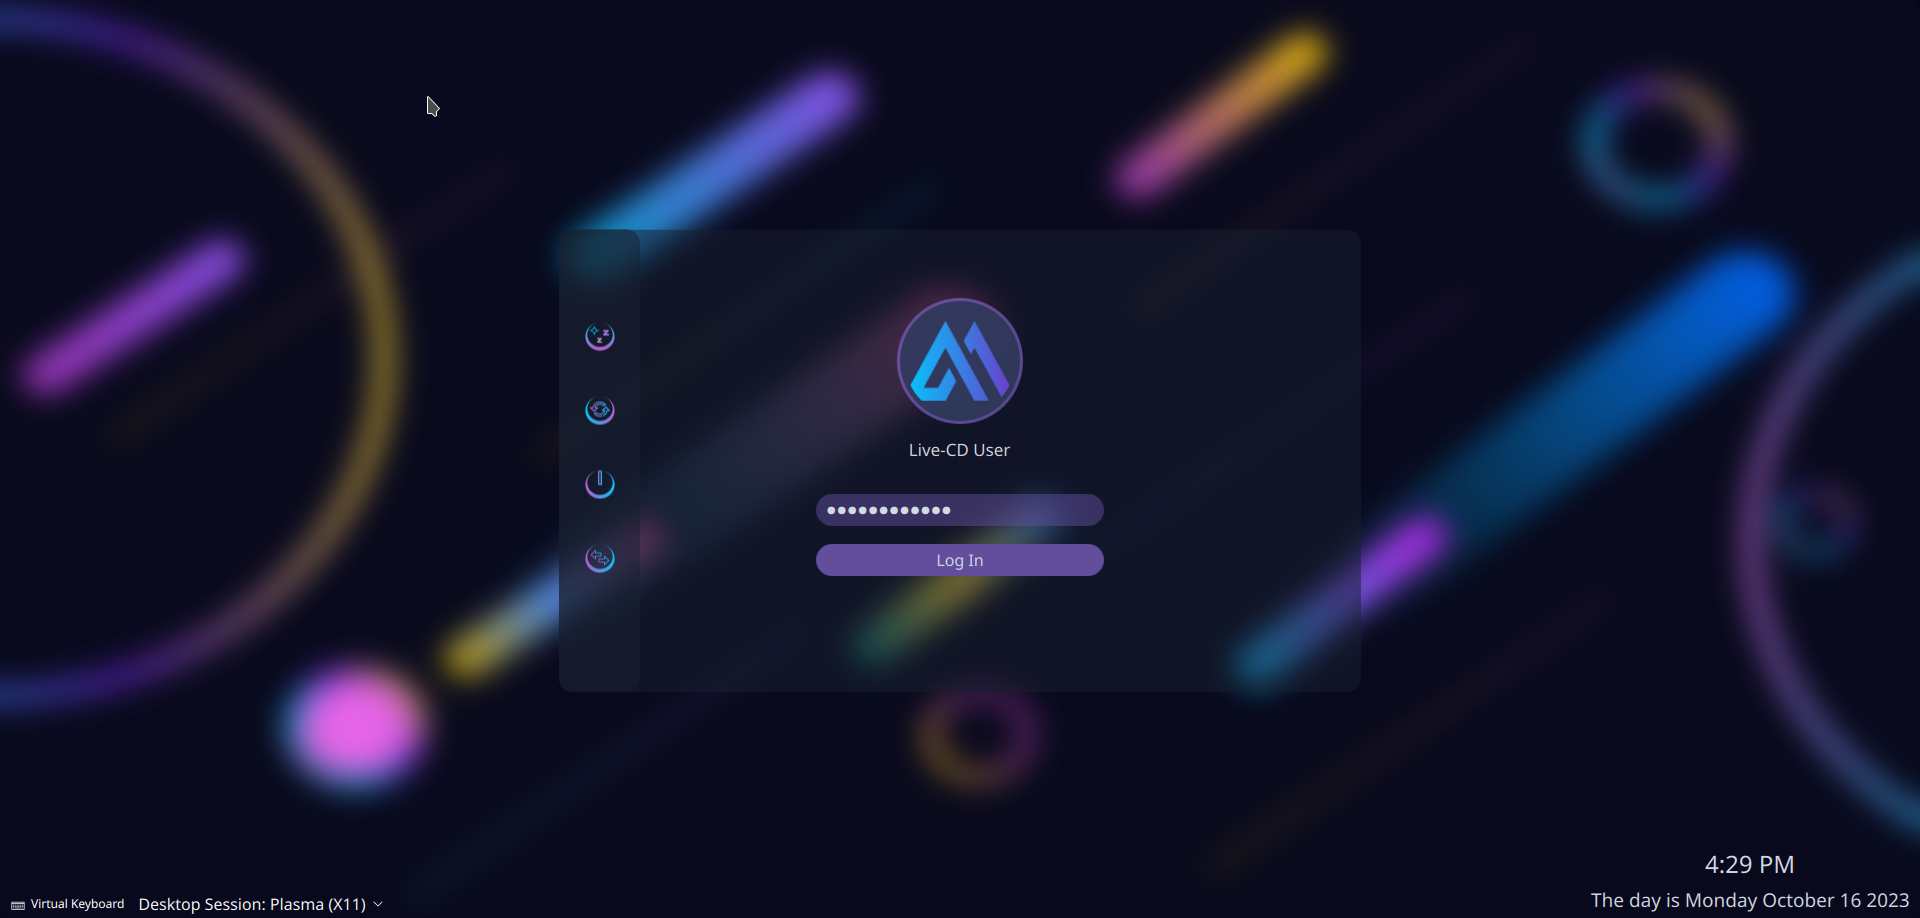 Live-CD User
Log In
4:29 PM
Virtual Keyboard Desktop Session: Plasma (X11)
The day is Monday October 16 2023